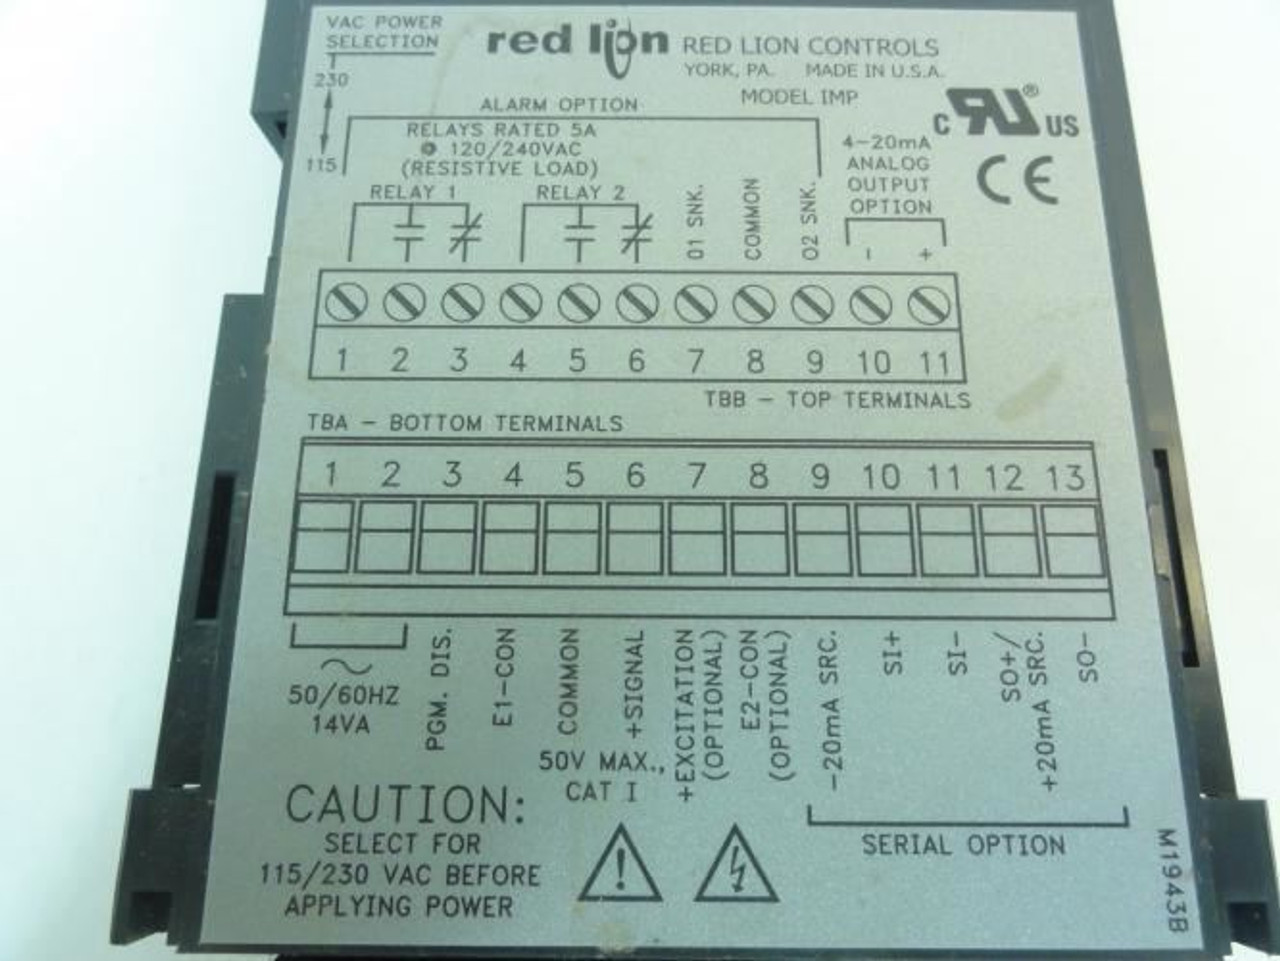 VAC POWER
SELECTION
230
115
red lion RED LION CONTROLS
YORK, PA. MADE IN U.S.A.
MODEL IMP
C RU® US
CE
ALARM OPTION
RELAYS RATED 5A
@ 120/240VAC
(RESISTIVE LOAD)
RELAY 1 RELAY 2
O1 SNK.
COMMON
O2 SNK.
4-20mA
ANALOG
OUTPUT
OPTION
- +
1 2 3 4 5 6 7 8 9 10 11
TBB - TOP TERMINALS
TBA - BOTTOM TERMINALS
1 2 3 4 5 6 7 8 9 10 11 12 13
50/60HZ
14VA
PGM. DIS.
E1-CON
COMMON
+SIGNAL
50V MAX.,
CAT I
+EXCITATION
(OPTIONAL)
E2-CON
(OPTIONAL)
-20mA SRC.
SI+
SI-
SO+/
+20mA SRC.
SO-
SERIAL OPTION
CAUTION:
SELECT FOR
115/230 VAC BEFORE
APPLYING POWER
M1943B